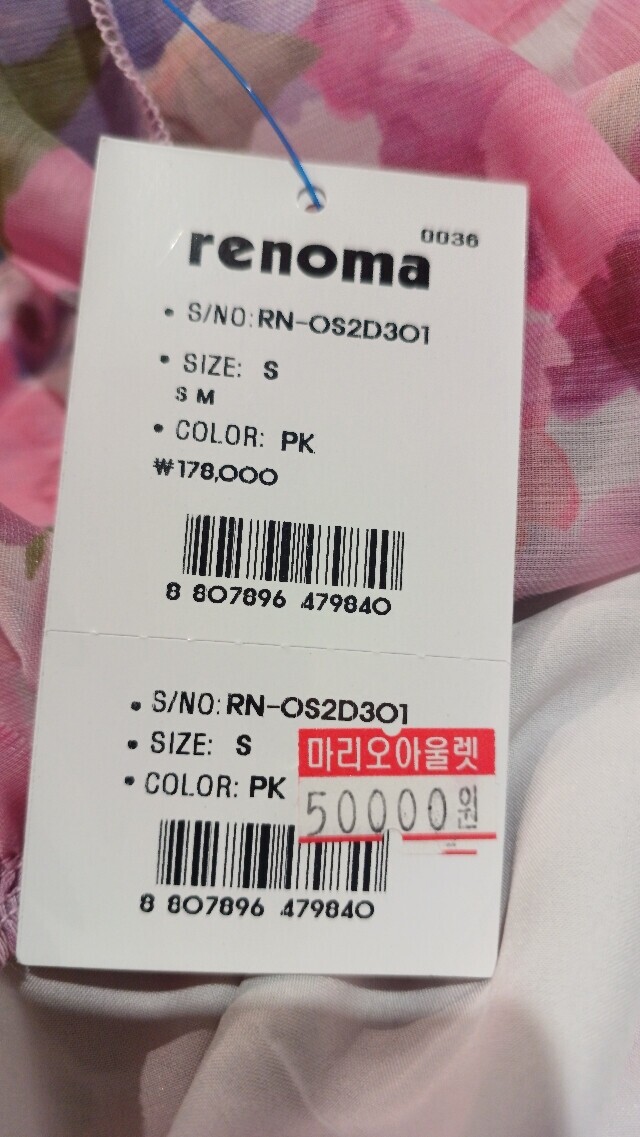 0036
renoma
• S/NO: RN-OS2D301
• SIZE: S
S M
• COLOR: PK
₩178,000
8 807896 479840
• S/NO: RN-OS2D301
• SIZE: S
마리오아울렛
• COLOR: PK
50000원
8 807896 479840